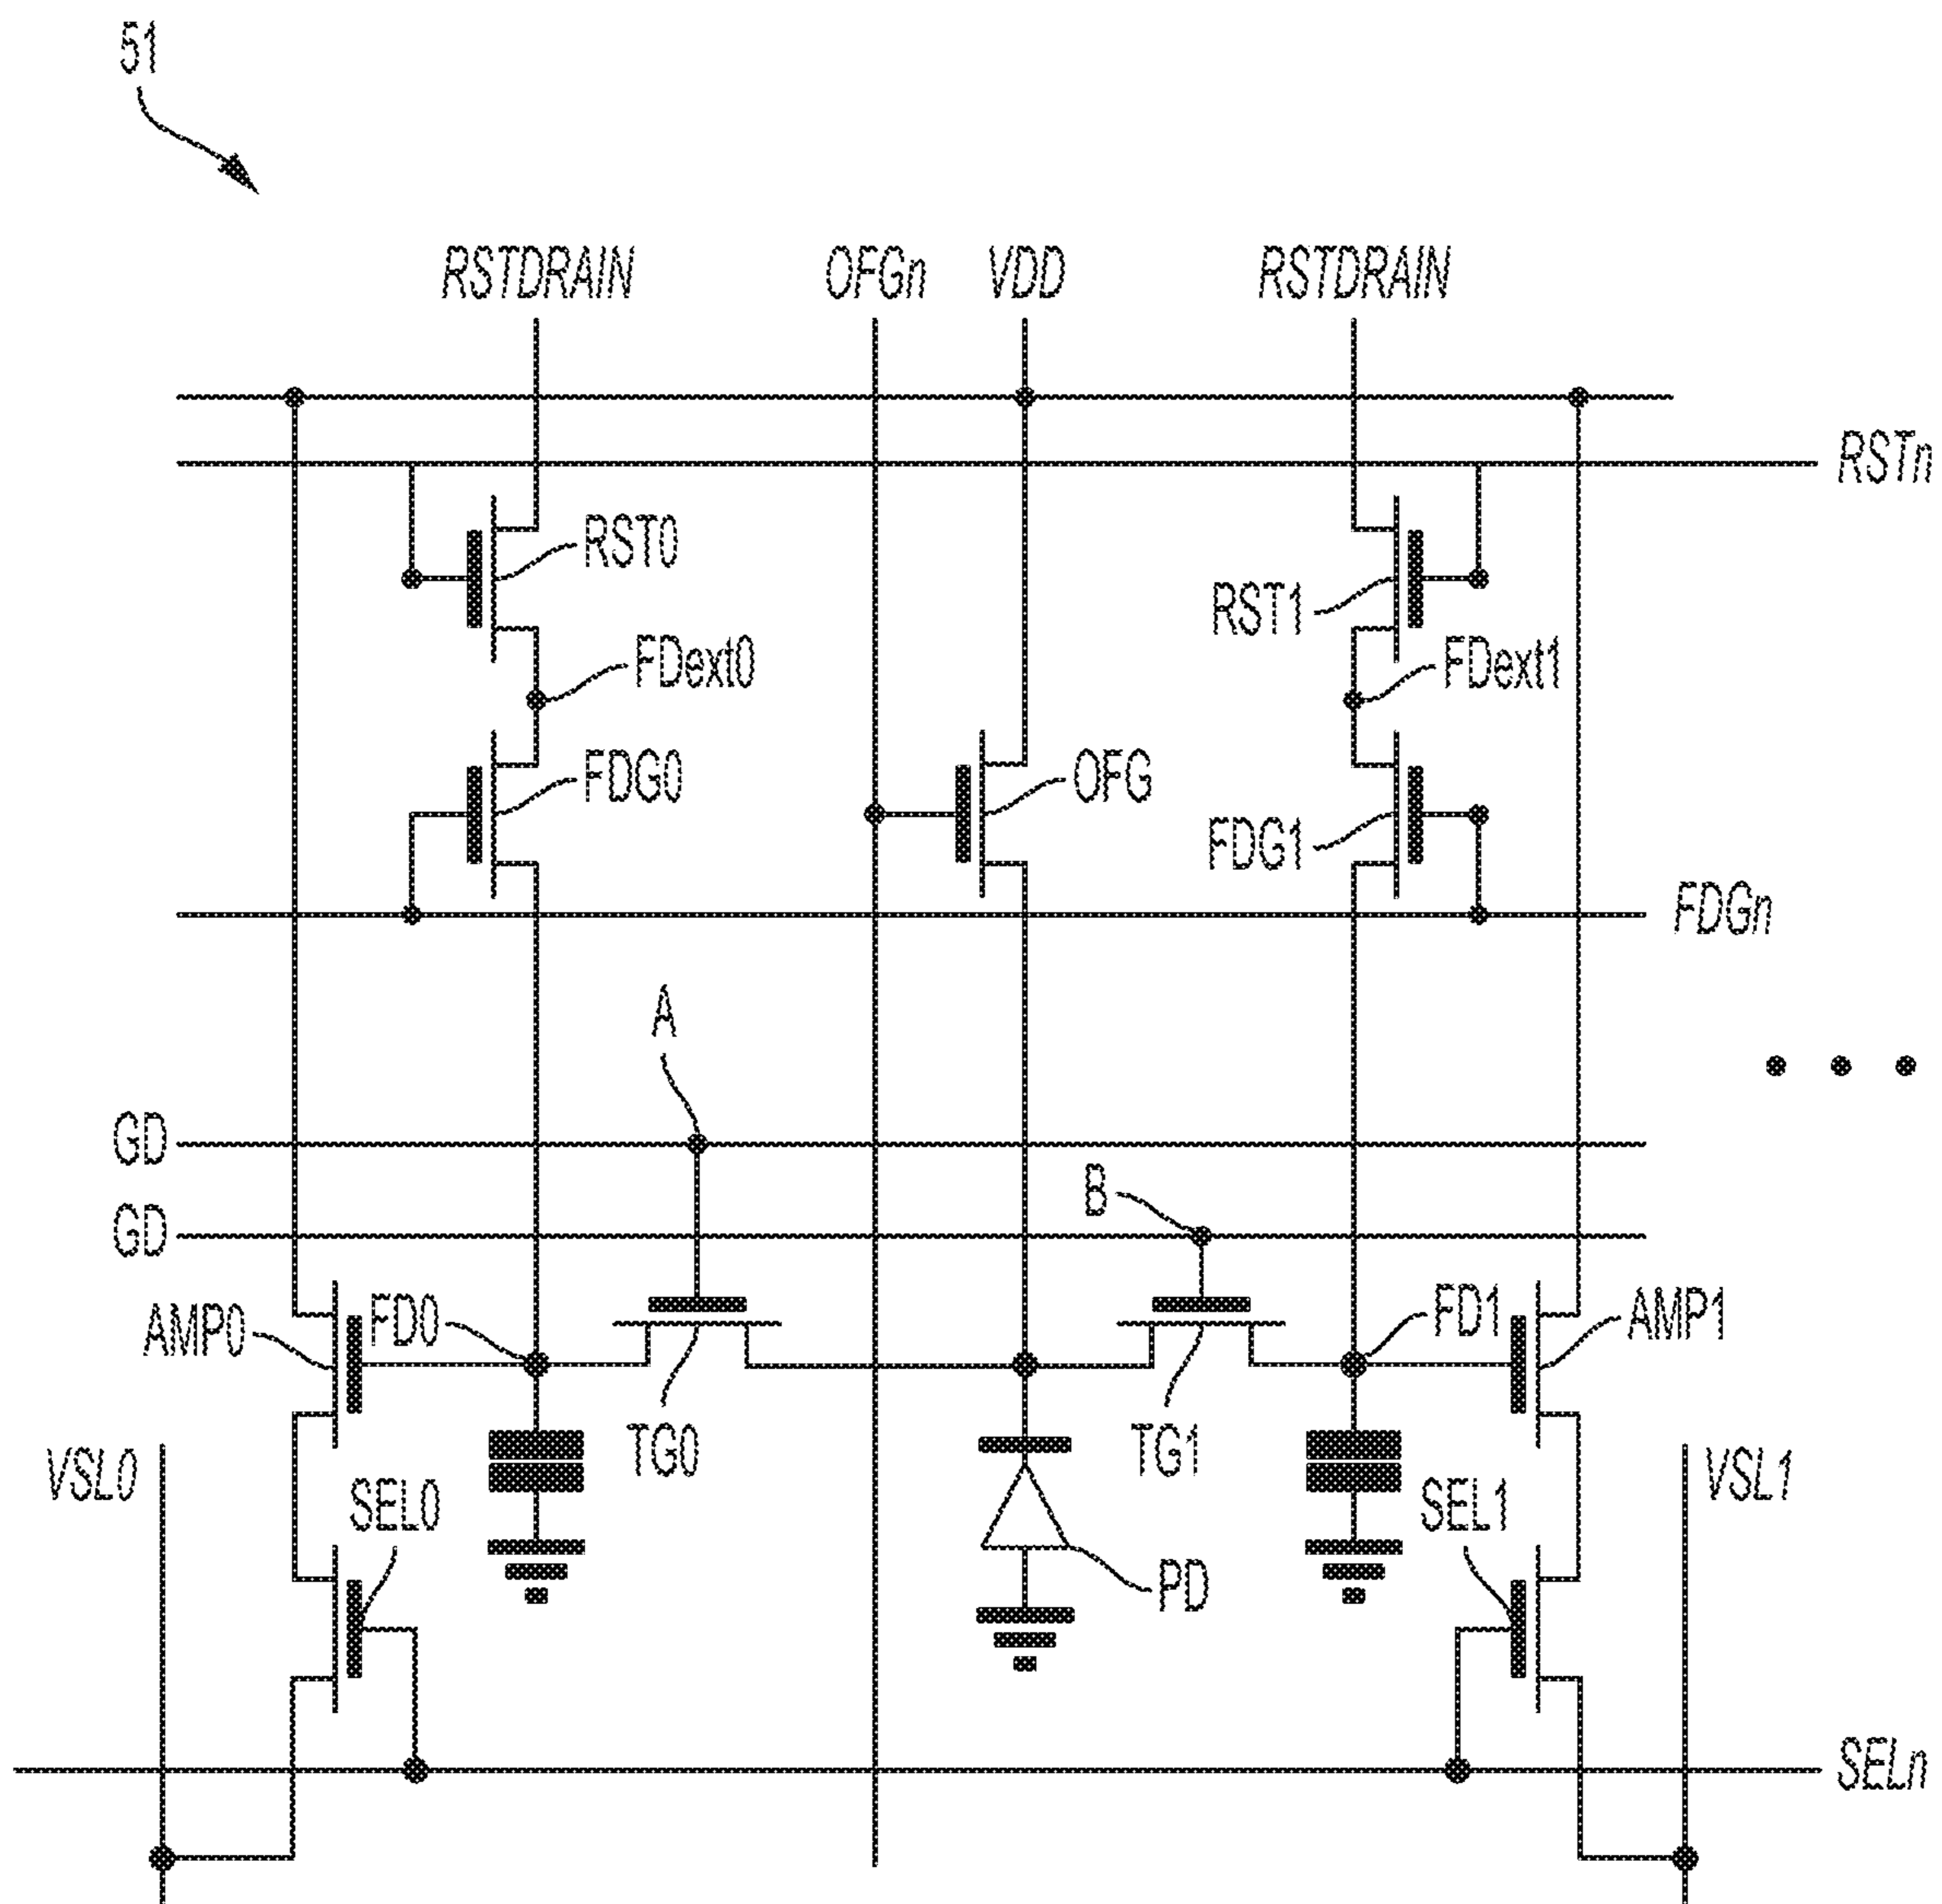 51
RSTDRAIN OFGn VDD RSTDRAIN
RSTn
RST0
RST1
FDext0
FDext1
FDG0
OFG
FDG1
FDGn
A
GD
B
GD
AMP0
FD0
FD1
AMP1
TG0
TG1
VSL0
VSL1
SEL0
SEL1
PD
SELn